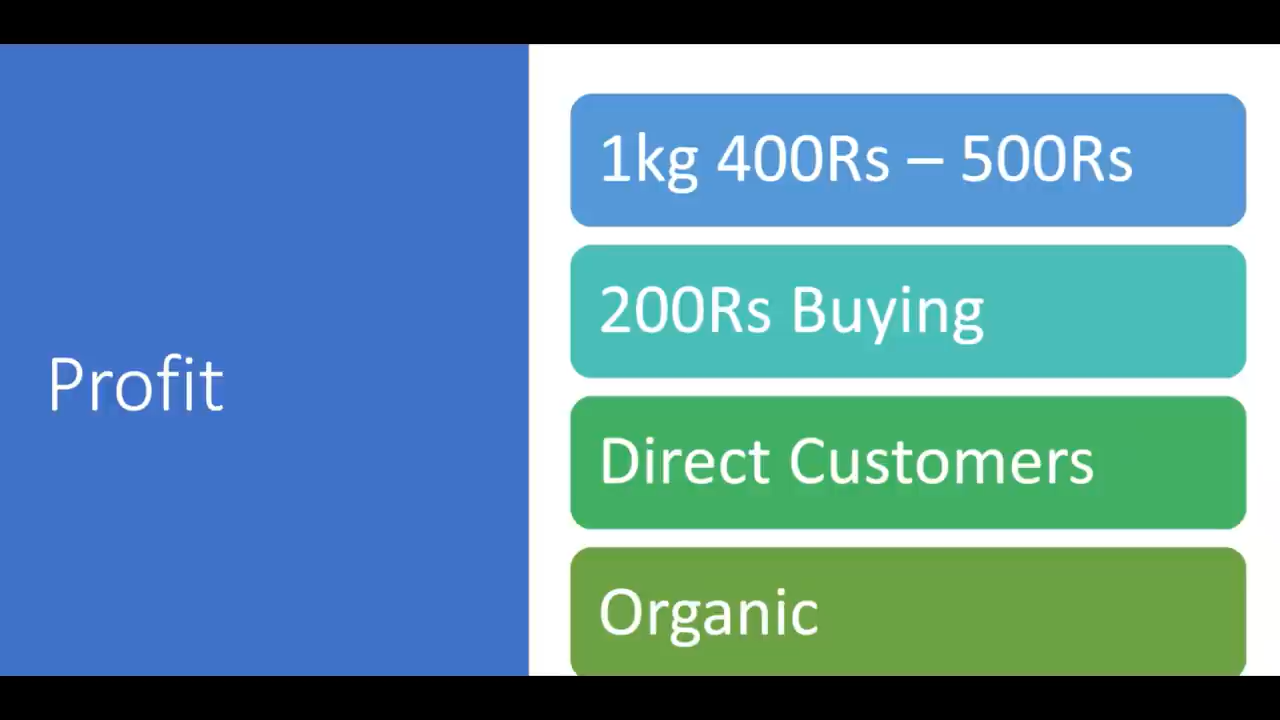 Profit
1kg 400Rs – 500Rs
200Rs Buying
Direct Customers
Organic